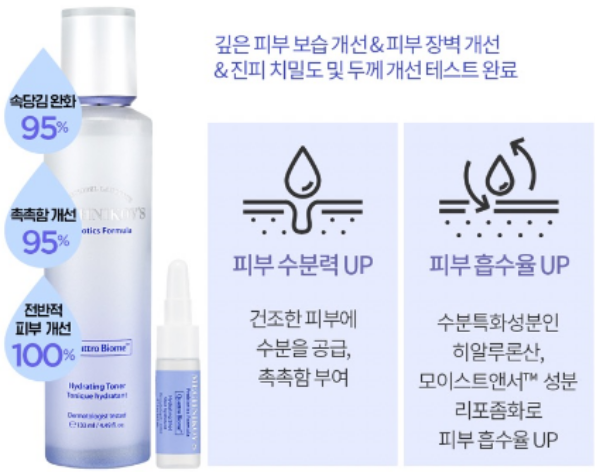 깊은 피부 보습 개선 & 피부 장벽 개선
& 진피 치밀도 및 두께 개선 테스트 완료
속당김 완화
95%
촉촉함 개선
95%
전반적
피부 개선
100%
Hydrating Toner
Tonique hydratant
Dermatologist tested
피부 수분력 UP
건조한 피부에
수분을 공급,
촉촉함 부여
피부 흡수율 UP
수분특화성분인
히알루론산,
모이스트앤서™ 성분
리포좀화로
피부 흡수율 UP